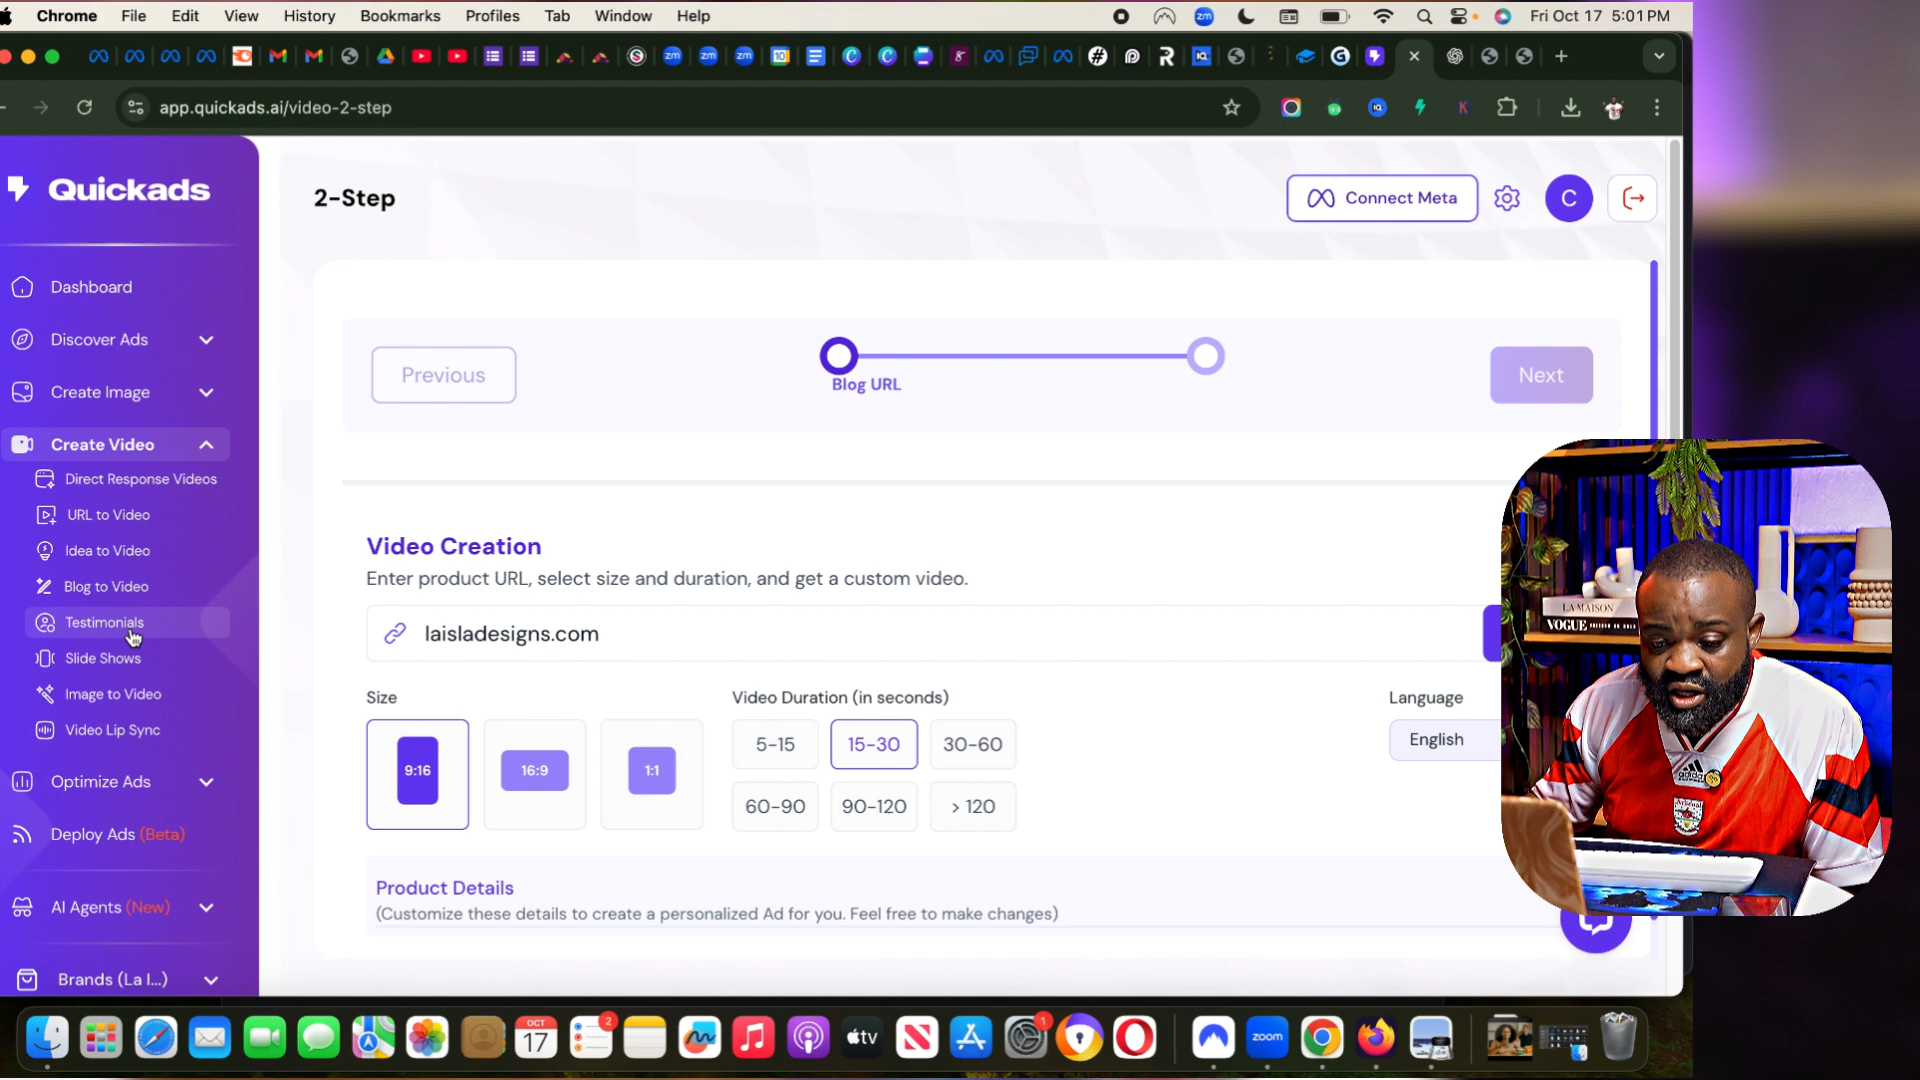 Chrome File Edit View History Bookmarks Profiles Tab Window Help Fri Oct 17 5:01 PM
app.quickads.ai/video-2-step
Quickads
Dashboard
Discover Ads
Create Image
Create Video
Direct Response Videos
URL to Video
Idea to Video
Blog to Video
Testimonials
Slide Shows
Image to Video
Video Lip Sync
Optimize Ads
Deploy Ads (Beta)
AI Agents (New)
Brands (La I...)
2-Step
Connect Meta
C
Previous
Blog URL
Next
Video Creation
Enter product URL, select size and duration, and get a custom video.
laisladesigns.com
Size
Video Duration (in seconds)
Language
9:16
16:9
1:1
5-15
15-30
30-60
60-90
90-120
> 120
English
Product Details
(Customize these details to create a personalized Ad for you. Feel free to make changes)
LA MAISON
VOGUE
adidas
Arsenal
OCT
17
2
tv
1
zoom